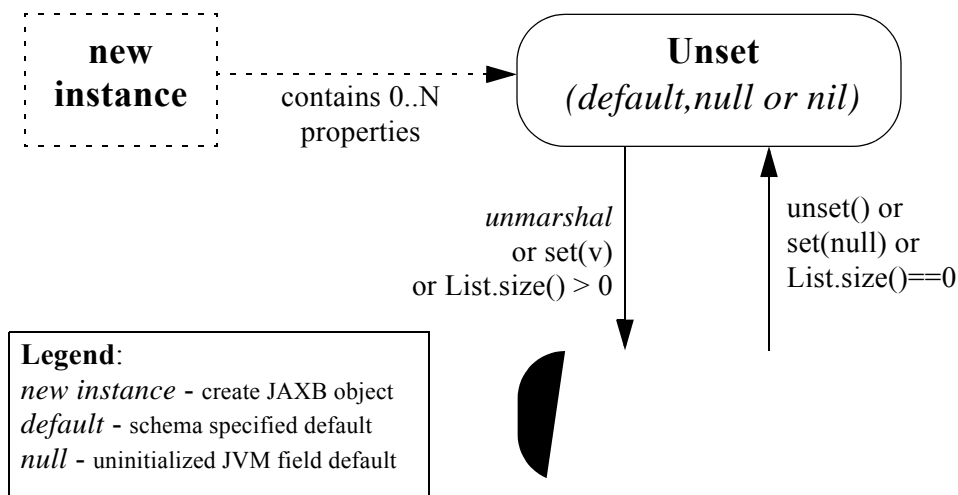 new
instance
contains 0..N
properties
Unset
(default,null or nil)
unmarshal
or set(v)
or List.size() > 0
unset() or
set(null) or
List.size()==0
Legend:
new instance - create JAXB object
default - schema specified default
null - uninitialized JVM field default